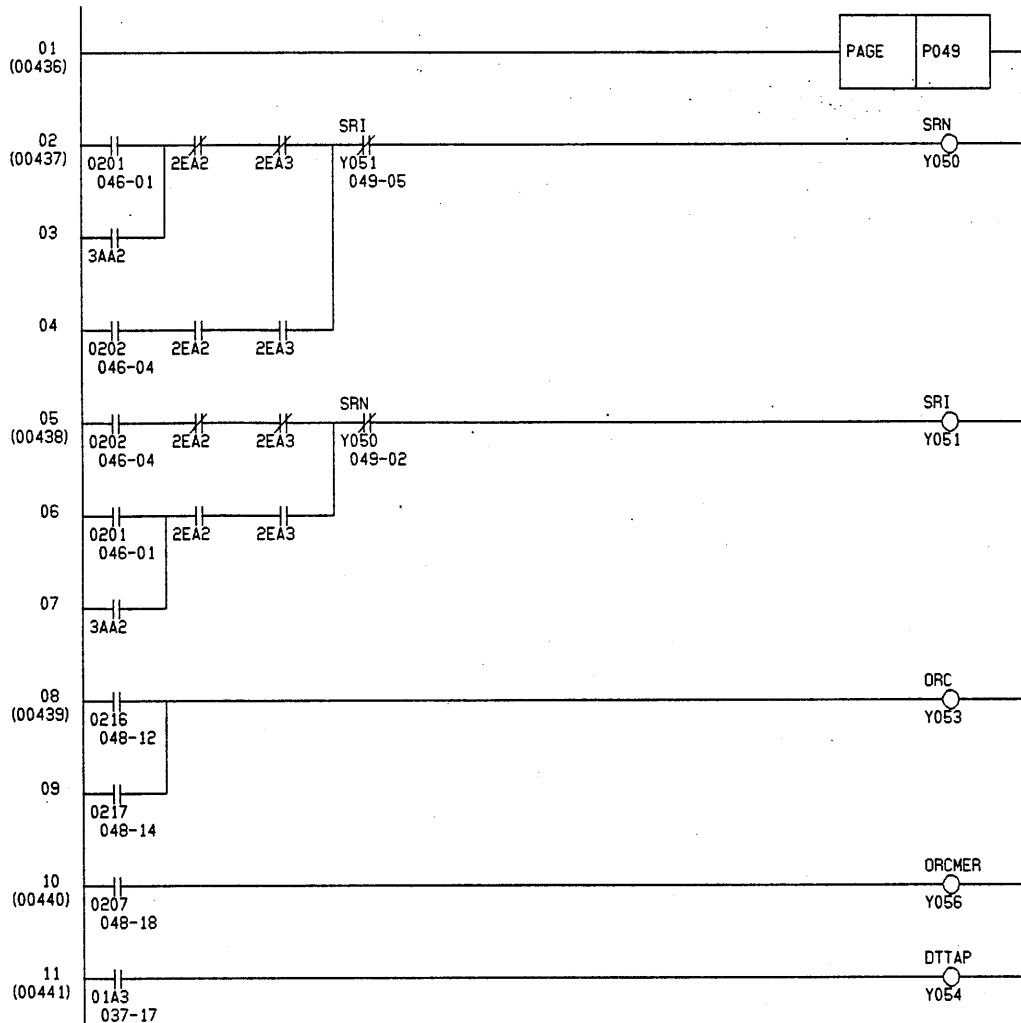 01
(00436)
PAGE P049
02
(00437)
SRI
SRN
0201 2EA2 2EA3 Y051 Y050
046-01 049-05
03
3AA2
04
0202 2EA2 2EA3
046-04
05
(00438)
SRN
SRI
0202 2EA2 2EA3 Y050 Y051
046-04 049-02
06
0201 2EA2 2EA3
046-01
07
3AA2
08
(00439)
ORC
0216 Y053
048-12
09
0217
048-14
10
(00440)
ORCMER
0207 Y056
048-18
11
(00441)
DTTAP
01A3 Y054
037-17